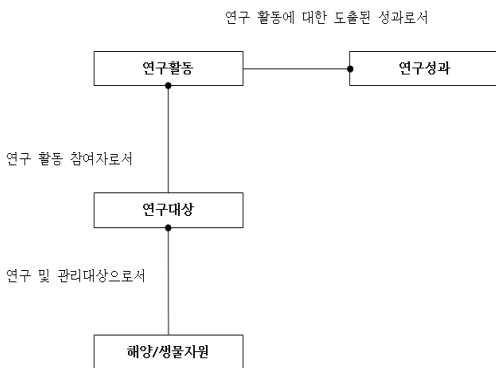 연구 활동에 대한 도출된 성과로서
연구활동
연구성과
연구 활동 참여자로서
연구대상
연구 및 관리대상으로서
해양/생물자원